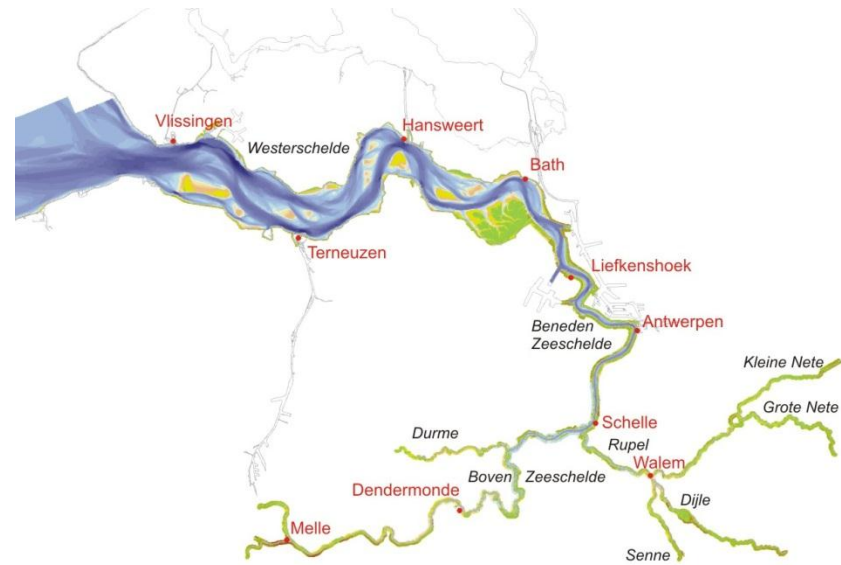 Vlissingen
Hansweert
Westerschelde
Bath
Terneuzen
Liefkenshoek
Antwerpen
Beneden
Zeeschelde
Kleine Nete
Grote Nete
Schelle
Durme
Rupel
Walem
Boven Zeeschelde
Dendermonde
Dijle
Melle
Senne